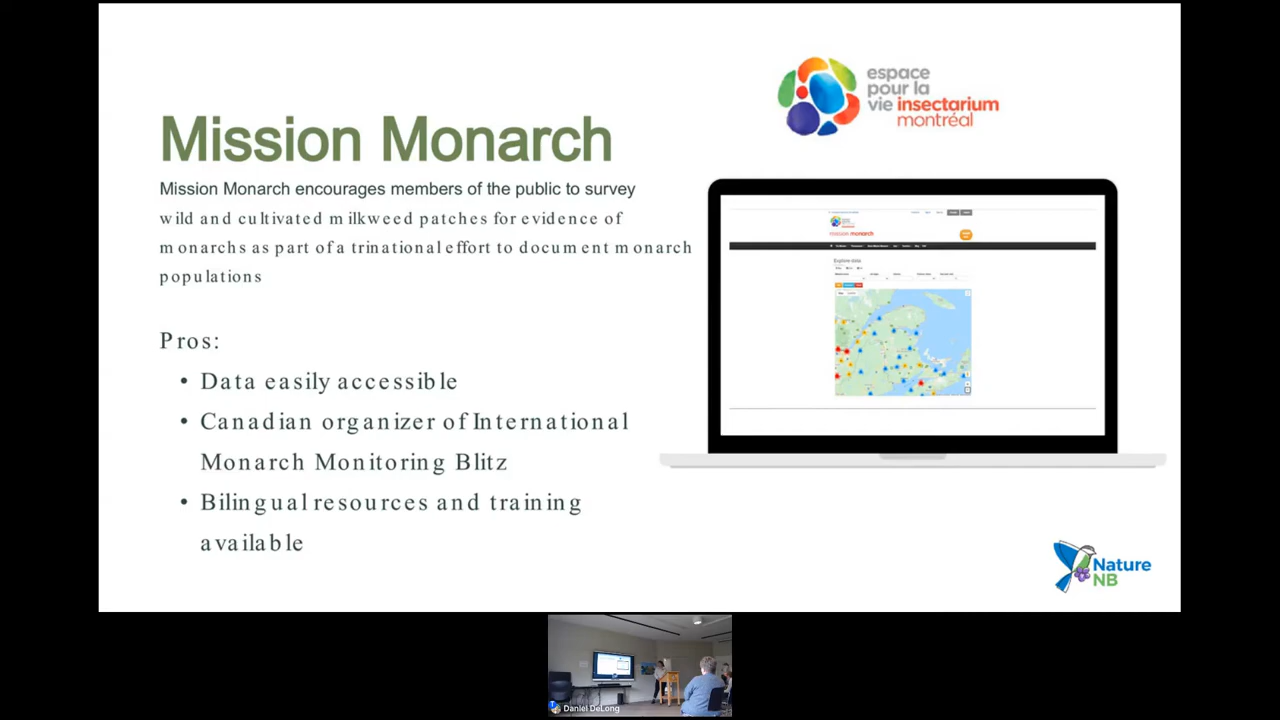 espace
pour la
vie insectarium
montréal
Mission Monarch
Mission Monarch encourages members of the public to survey
wild and cultivated milkweed patches for evidence of
monarchs as part of a trinational effort to document monarch
populations
Pros:
• Data easily accessible
• Canadian organizer of International
Monarch Monitoring Blitz
• Bilingual resources and training
available
mission monarch
Explore data
Nature
NB
Daniel DeLong